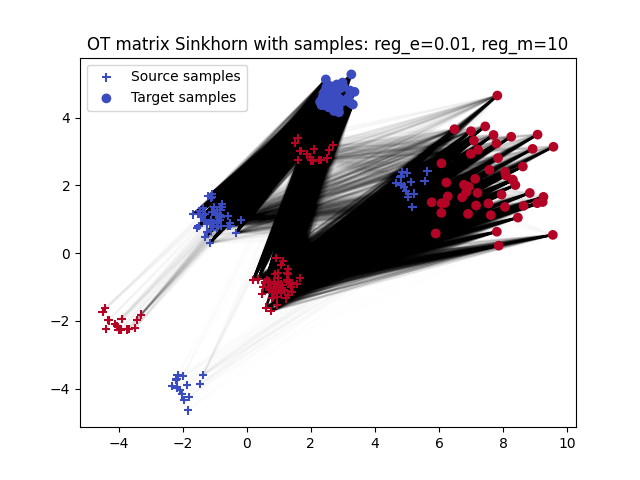 OT matrix Sinkhorn with samples: reg_e=0.01, reg_m=10
Source samples
Target samples
4
2
0
−2
−4
−4 −2 0 2 4 6 8 10